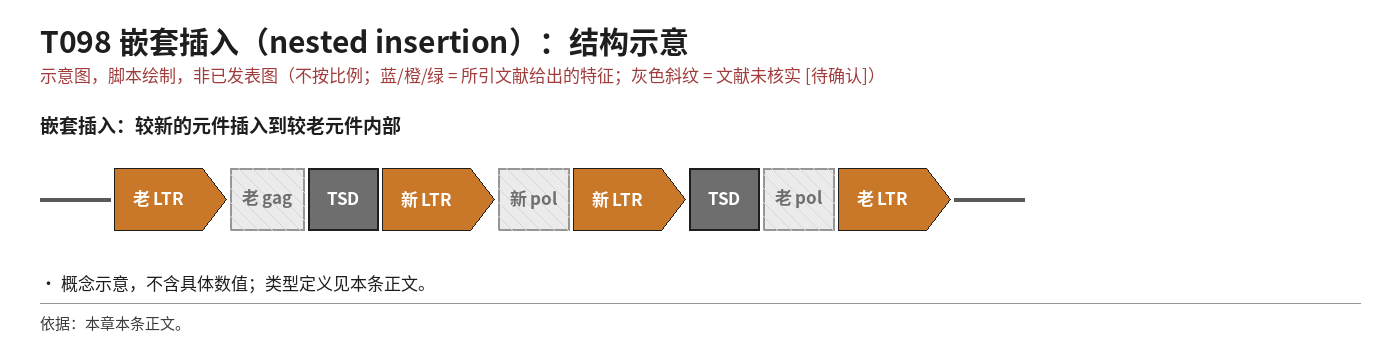 T098 嵌套插入（nested insertion）：结构示意
示意图，脚本绘制，非已发表图（不按比例；蓝/橙/绿 = 所引文献给出的特征；灰色斜纹 = 文献未核实 [待确认]）
嵌套插入：较新的元件插入到较老元件内部
老 LTR 老 gag TSD 新 LTR 新 pol 新 LTR TSD 老 pol 老 LTR
・ 概念示意，不含具体数值；类型定义见本条正文。
依据：本章本条正文。